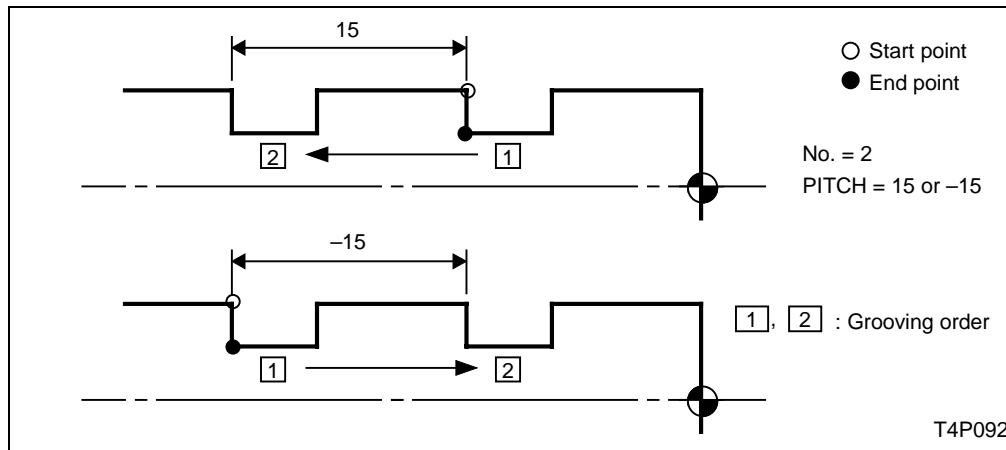 15
Start point
End point
2
1
No. = 2
PITCH = 15 or –15
–15
1, 2 : Grooving order
1
2
T4P092